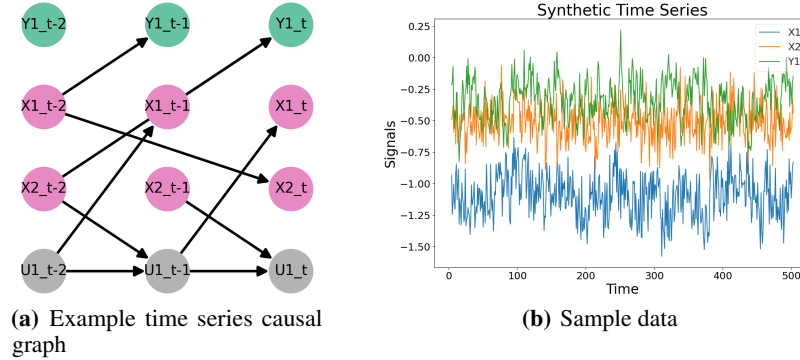 Y1_t-2 Y1_t-1 Y1_t
X1_t-2 X1_t-1 X1_t
X2_t-2 X2_t-1 X2_t
U1_t-2 U1_t-1 U1_t
(a) Example time series causal
graph
Synthetic Time Series
X1
X2
Y1
Signals
0.25
0.00
−0.25
−0.50
−0.75
−1.00
−1.25
−1.50
0 100 200 300 400 500
Time
(b) Sample data